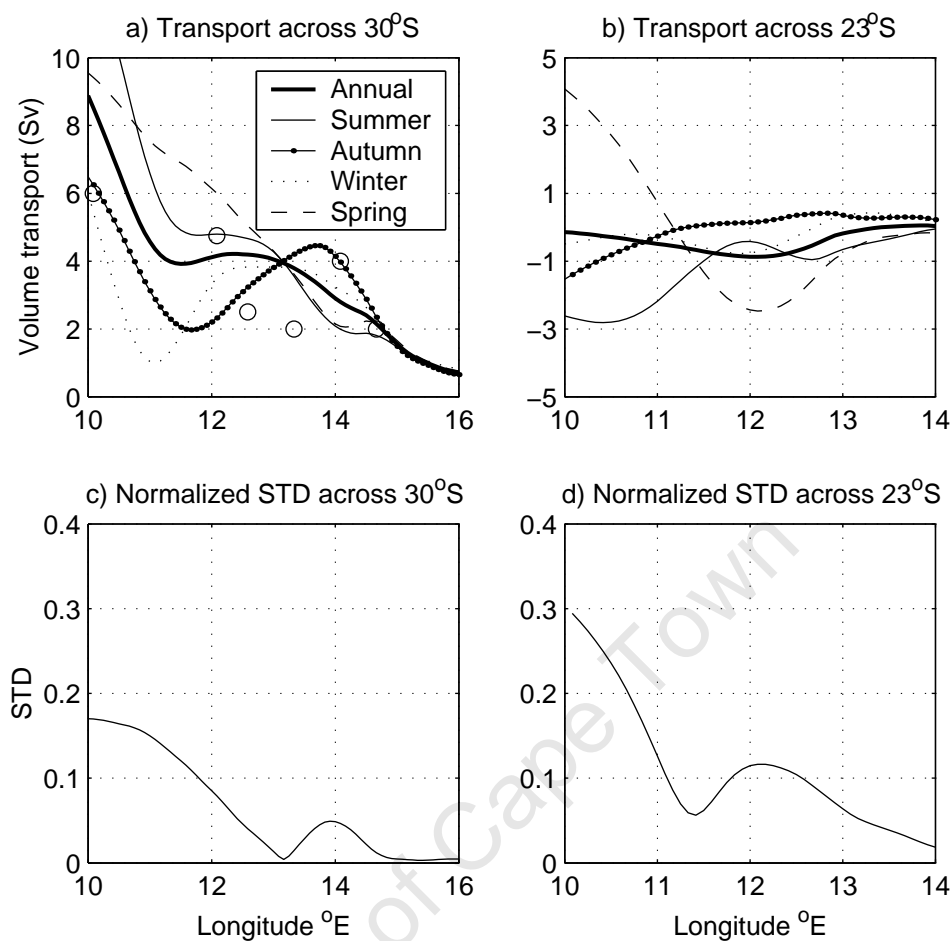 a) Transport across 30°S
Volume transport (Sv)
10
8
6
4
2
0
Annual
Summer
Autumn
Winter
Spring
10 12 14 16
b) Transport across 23°S
5
3
1
−1
−3
−5
10 11 12 13 14
c) Normalized STD across 30°S
STD
0.4
0.3
0.2
0.1
0
10 12 14 16
Longitude °E
d) Normalized STD across 23°S
0.4
0.3
0.2
0.1
0
10 11 12 13 14
Longitude °E
of Cape Town